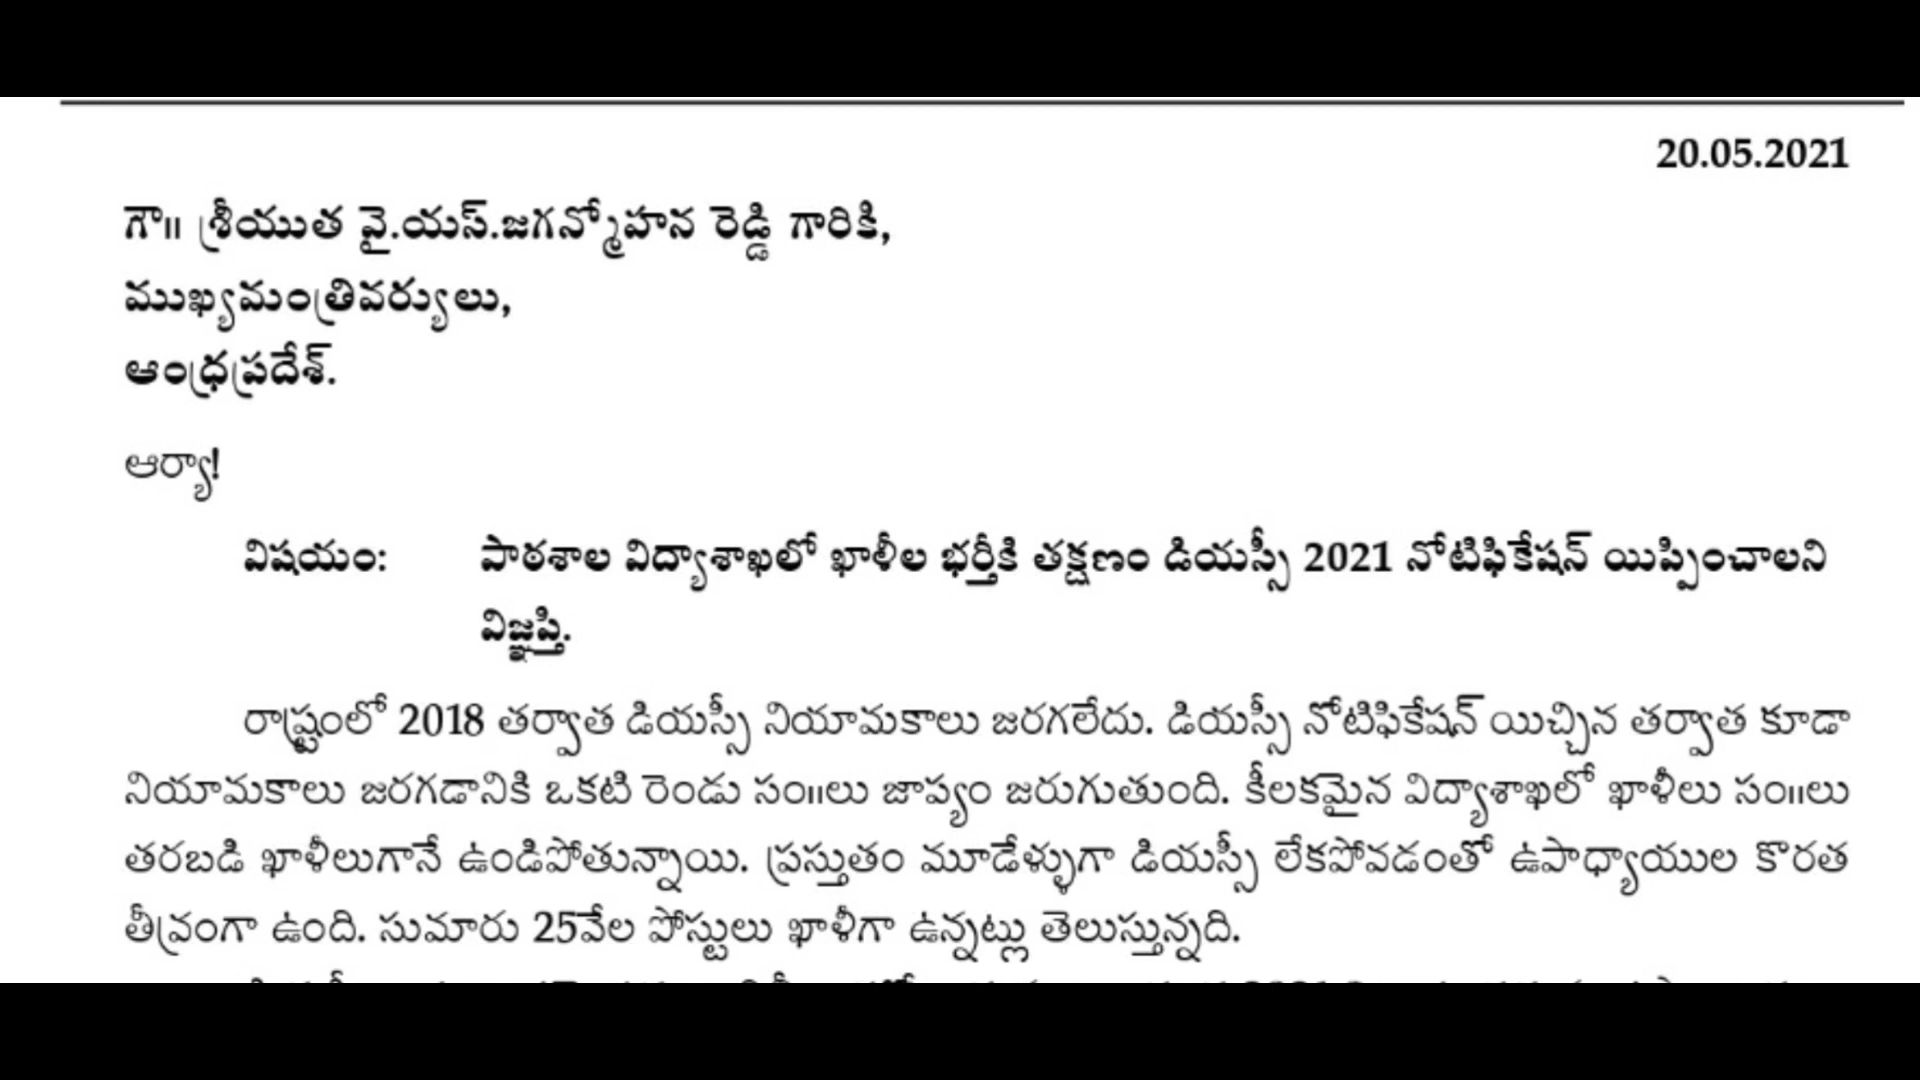 20.05.2021
గౌ॥ శ్రీయుత వై.యస్.జగన్మోహన రెడ్డి గారికి,
ముఖ్యమంత్రివర్యులు,
ఆంధ్రప్రదేశ్.
ఆర్యా!
విషయం: పాఠశాల విద్యాశాఖలో ఖాళీల భర్తీకి తక్షణం డియస్సీ 2021 నోటిఫికేషన్ యిప్పించాలని
విజ్ఞప్తి.
రాష్ట్రంలో 2018 తర్వాత డియస్సీ నియామకాలు జరగలేదు. డియస్సీ నోటిఫికేషన్ యిచ్చిన తర్వాత కూడా
నియామకాలు జరగడానికి ఒకటి రెండు సం॥లు జాప్యం జరుగుతుంది. కీలకమైన విద్యాశాఖలో ఖాళీలు సం॥లు
తరబడి ఖాళీలుగానే ఉండిపోతున్నాయి. ప్రస్తుతం మూడేళ్ళుగా డియస్సీ లేకపోవడంతో ఉపాధ్యాయుల కొరత
తీవ్రంగా ఉంది. సుమారు 25వేల పోస్టులు ఖాళీగా ఉన్నట్లు తెలుస్తున్నది.